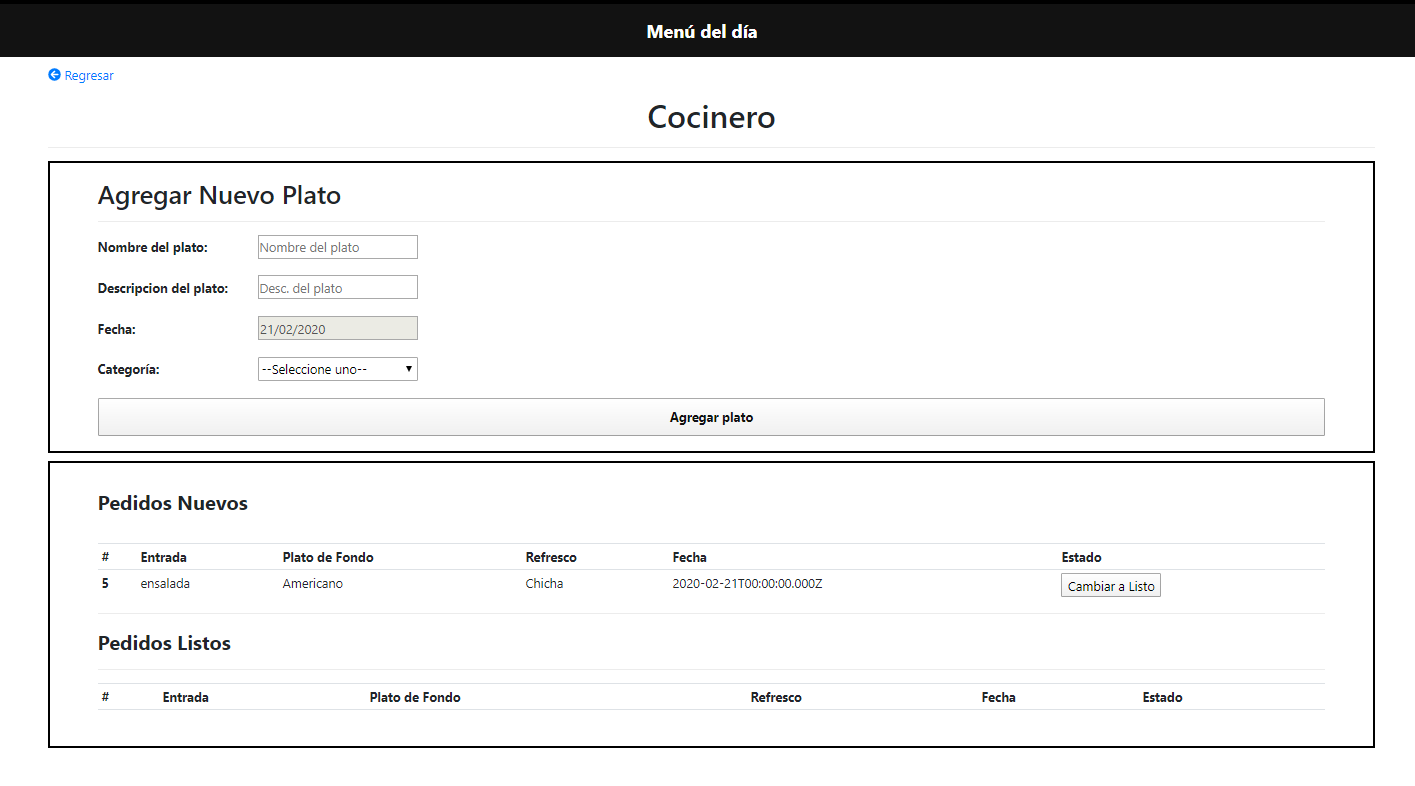 Menú del día
Regresar
Cocinero
Agregar Nuevo Plato
Nombre del plato: Nombre del plato
Descripcion del plato: Desc. del plato
Fecha: 21/02/2020
Categoría: --Seleccione uno--
Agregar plato
Pedidos Nuevos
# Entrada Plato de Fondo Refresco Fecha Estado
5 ensalada Americano Chicha 2020-02-21T00:00:00.000Z Cambiar a Listo
Pedidos Listos
# Entrada Plato de Fondo Refresco Fecha Estado